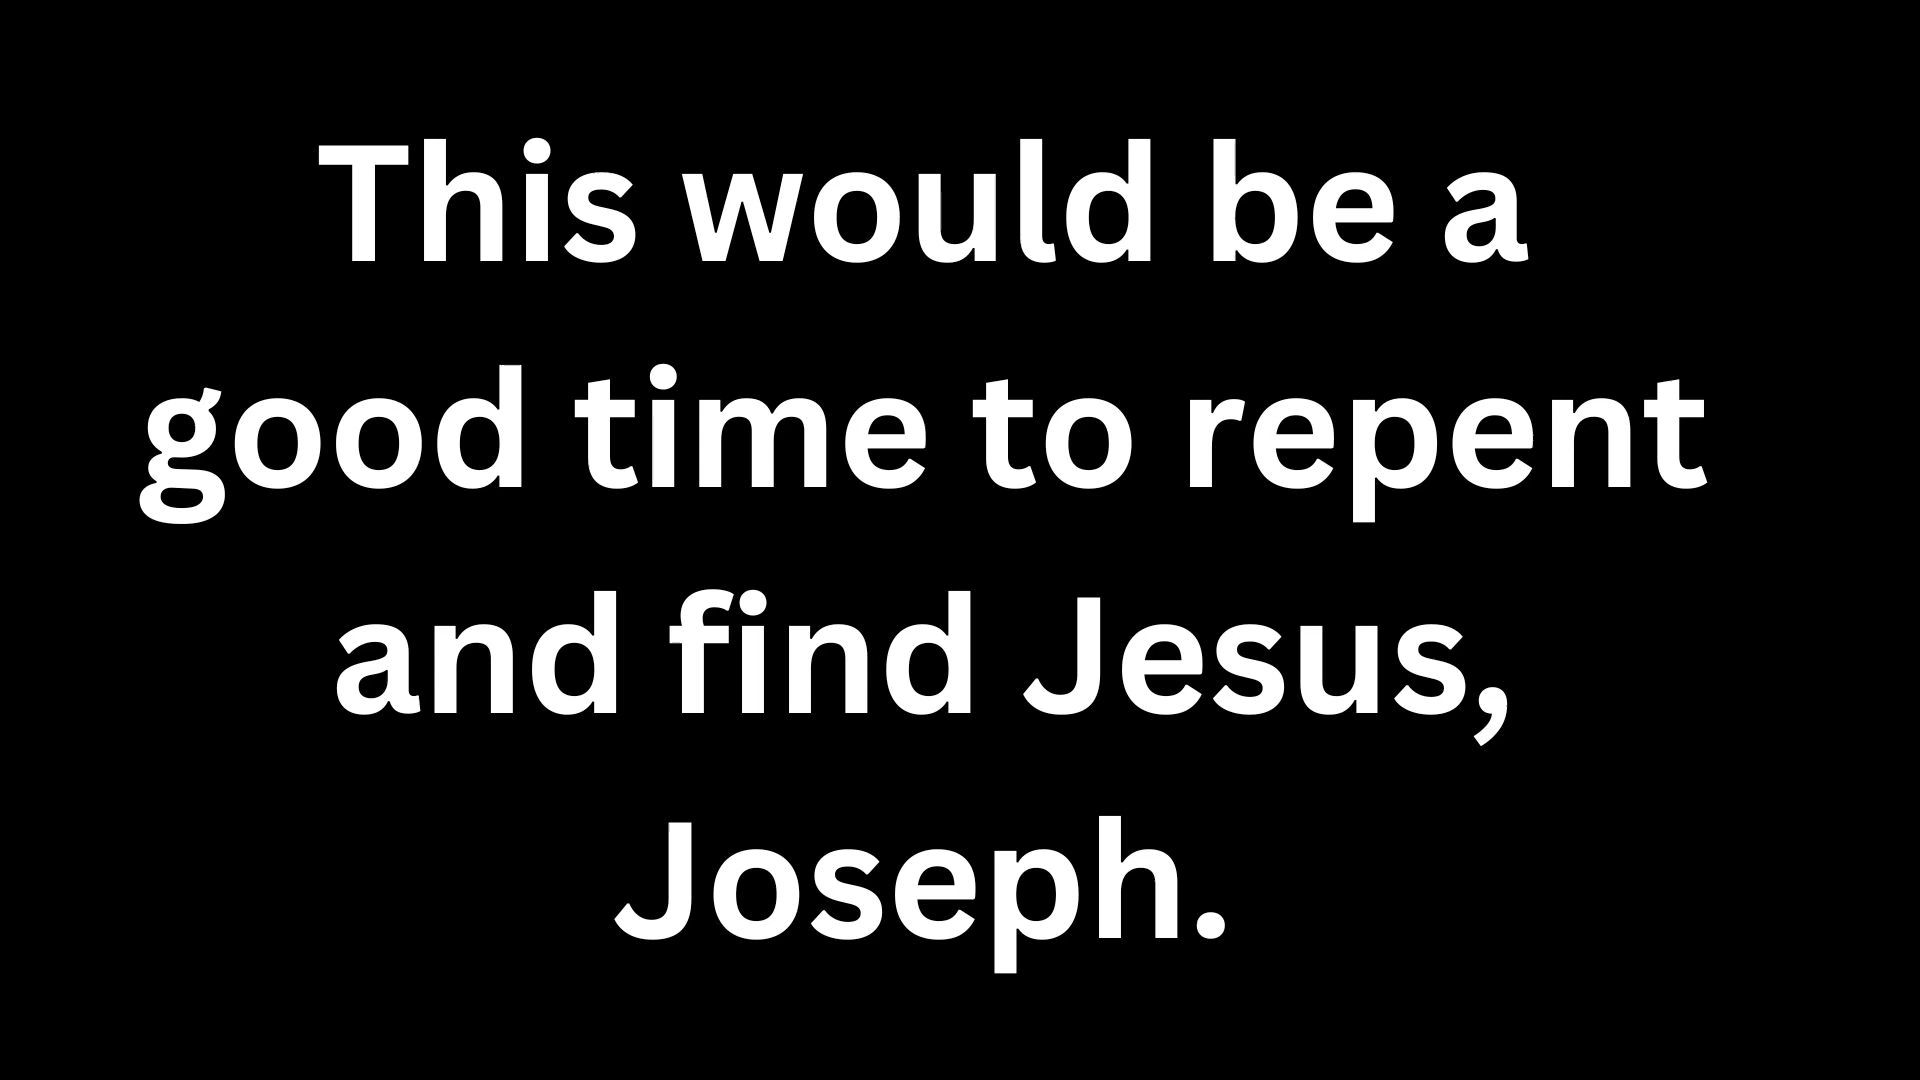 This would be a
good time to repent
and find Jesus,
Joseph.